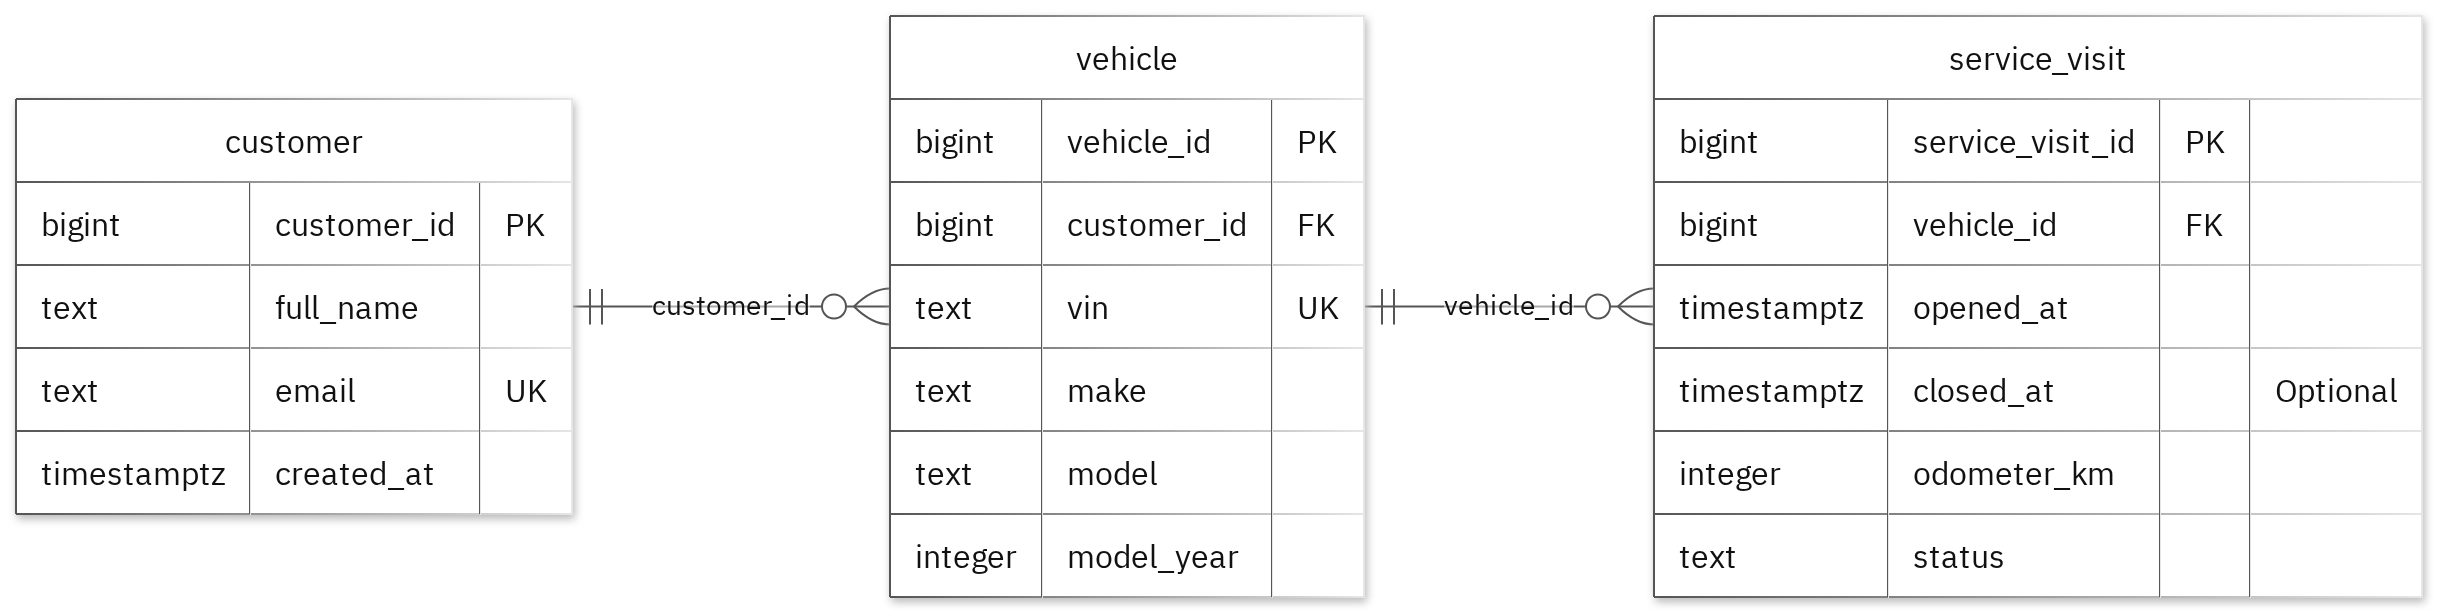 customer
bigint customer_id PK
text full_name
text email UK
timestamptz created_at
customer_id
vehicle
bigint vehicle_id PK
bigint customer_id FK
text vin UK
text make
text model
integer model_year
vehicle_id
service_visit
bigint service_visit_id PK
bigint vehicle_id FK
timestamptz opened_at
timestamptz closed_at Optional
integer odometer_km
text status